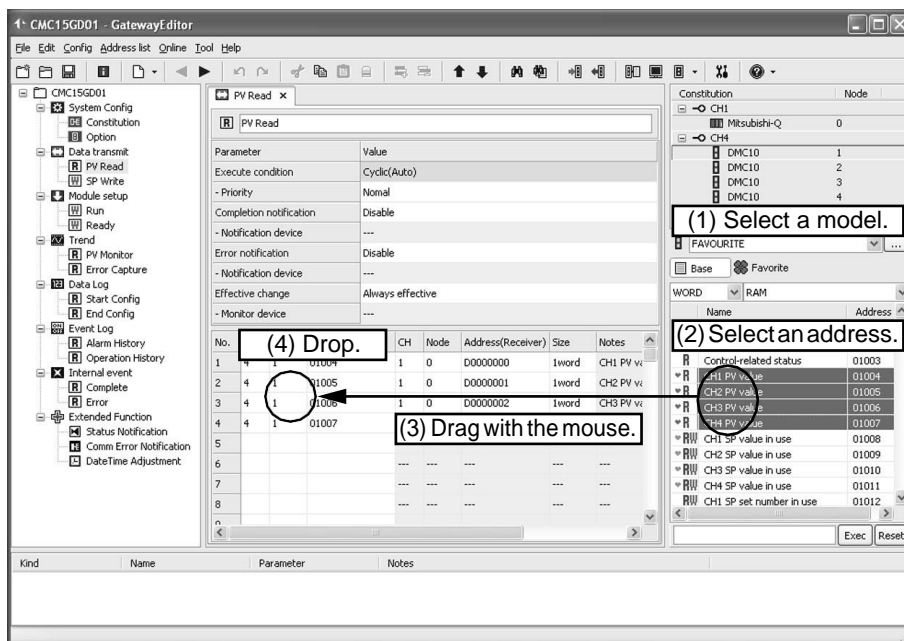 CMC15GD01 - GatewayEditor
File Edit Config Address list Online Tool Help
CMC15GD01
System Config
Constitution
Option
Data transmit
R PV Read
W SP Write
Module setup
W Run
W Ready
Trend
R PV Monitor
R Error Capture
Data Log
R Start Config
R End Config
Event Log
R Alarm History
R Operation History
Internal event
R Complete
R Error
Extended Function
Status Notification
Comm Error Notification
DateTime Adjustment
PV Read
R PV Read
Parameter Value
Execute condition Cyclic(Auto)
- Priority Nomal
Completion notification Disable
- Notification device ---
Error notification Disable
- Notification device ---
Effective change Always effective
- Monitor device ---
No. CH Node Address(Receiver) Size Notes
(4) Drop.
1 4 1 01004 1 0 D0000000 1word CH1 PV va
2 4 1 01005 1 0 D0000001 1word CH2 PV va
3 4 1 01006 1 0 D0000002 1word CH3 PV va
4 4 1 01007
(3) Drag with the mouse.
5
6 --- --- --- --- ---
7 --- --- --- --- ---
8 --- --- --- --- ---
Constitution Node
CH1
Mitsubishi-Q 0
CH4
DMC10 1
DMC10 2
DMC10 3
DMC10 4
(1) Select a model.
FAVOURITE ...
Base Favorite
WORD RAM
Name Address
(2) Select an address.
R Control-related status 01003
R CH1 PV value 01004
R CH2 PV value 01005
R CH3 PV value 01006
R CH4 PV value 01007
RW CH1 SP value in use 01008
RW CH2 SP value in use 01009
RW CH3 SP value in use 01010
RW CH4 SP value in use 01011
RW CH1 SP set number in use 01012
Exec Reset
Kind Name Parameter Notes